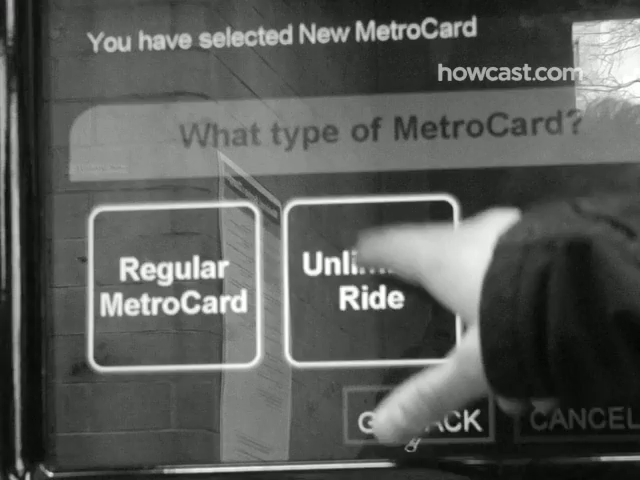 You have selected New MetroCard
howcast.com
What type of MetroCard?
Regular
MetroCard
Ride
CANCEL